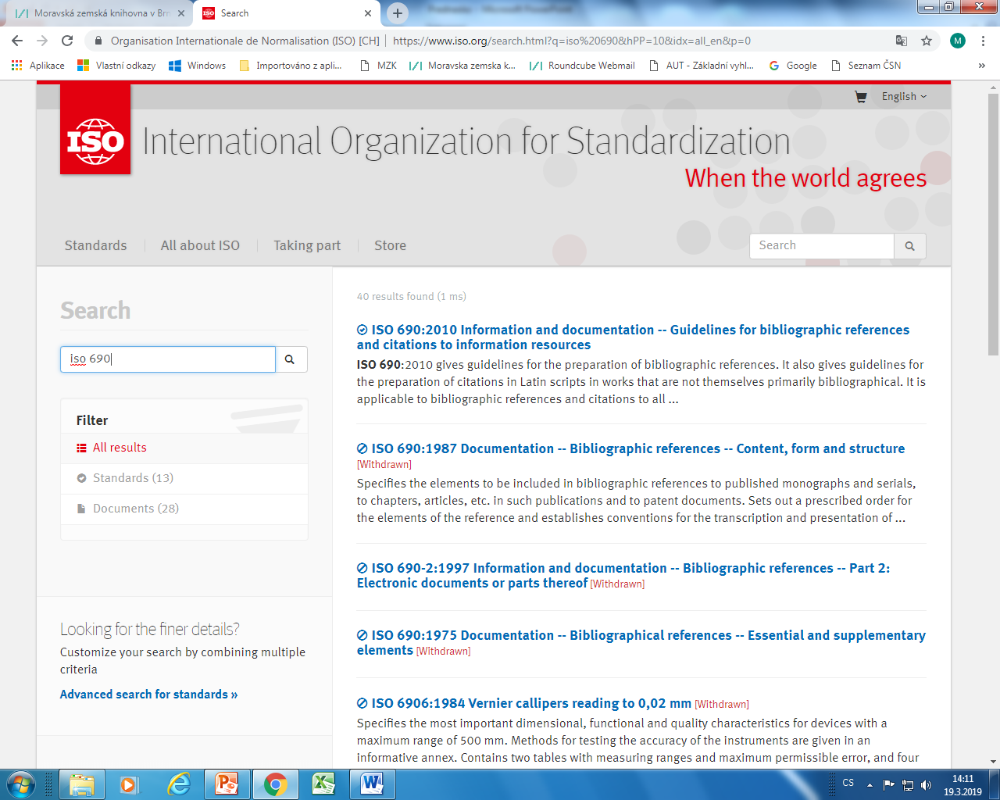 Moravská zemská knihovna v Brn
Search
Organisation Internationale de Normalisation (ISO) [CH]
https://www.iso.org/search.html?q=iso%20690&hPP=10&idx=all_en&p=0
M
Aplikace
Vlastní odkazy
Windows
Importováno z apli...
MZK
Moravska zemska k...
Roundcube Webmail
AUT - Základní vyhl...
Google
Seznam ČSN
»
English
ISO
International Organization for Standardization
When the world agrees
Standards
All about ISO
Taking part
Store
Search
Search
iso 690
Filter
All results
Standards (13)
Documents (28)
Looking for the finer details?
Customize your search by combining multiple
criteria
Advanced search for standards »
40 results found (1 ms)
ISO 690:2010 Information and documentation -- Guidelines for bibliographic references
and citations to information resources
ISO 690:2010 gives guidelines for the preparation of bibliographic references. It also gives guidelines for
the preparation of citations in Latin scripts in works that are not themselves primarily bibliographical. It is
applicable to bibliographic references and citations to all ...
ISO 690:1987 Documentation -- Bibliographic references -- Content, form and structure
[Withdrawn]
Specifies the elements to be included in bibliographic references to published monographs and serials,
to chapters, articles, etc. in such publications and to patent documents. Sets out a prescribed order for
the elements of the reference and establishes conventions for the transcription and presentation of ...
ISO 690-2:1997 Information and documentation -- Bibliographic references -- Part 2:
Electronic documents or parts thereof [Withdrawn]
ISO 690:1975 Documentation -- Bibliographical references -- Essential and supplementary
elements [Withdrawn]
ISO 6906:1984 Vernier callipers reading to 0,02 mm [Withdrawn]
Specifies the most important dimensional, functional and quality characteristics for devices with a
maximum range of 500 mm. Methods for testing the accuracy of the instruments are given in an
informative annex. Contains two tables with measuring ranges and maximum permissible error, and four
CS
14:11
19.3.2019